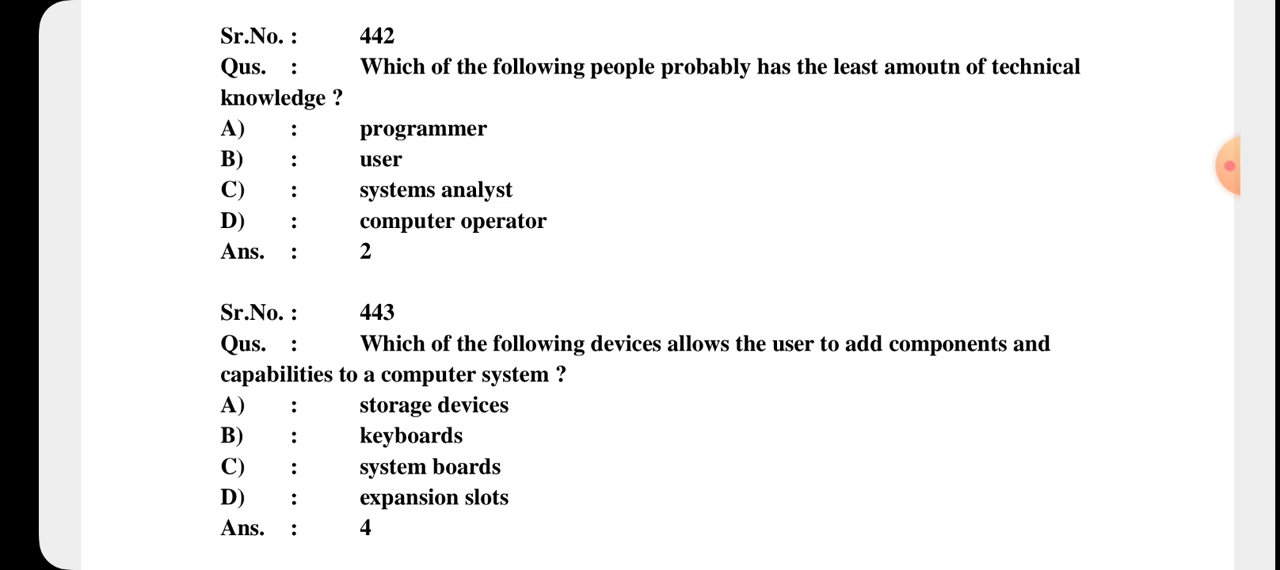 Sr.No. : 442
Qus. : Which of the following people probably has the least amoutn of technical
knowledge ?
A) : programmer
B) : user
C) : systems analyst
D) : computer operator
Ans. : 2
Sr.No. : 443
Qus. : Which of the following devices allows the user to add components and
capabilities to a computer system ?
A) : storage devices
B) : keyboards
C) : system boards
D) : expansion slots
Ans. : 4